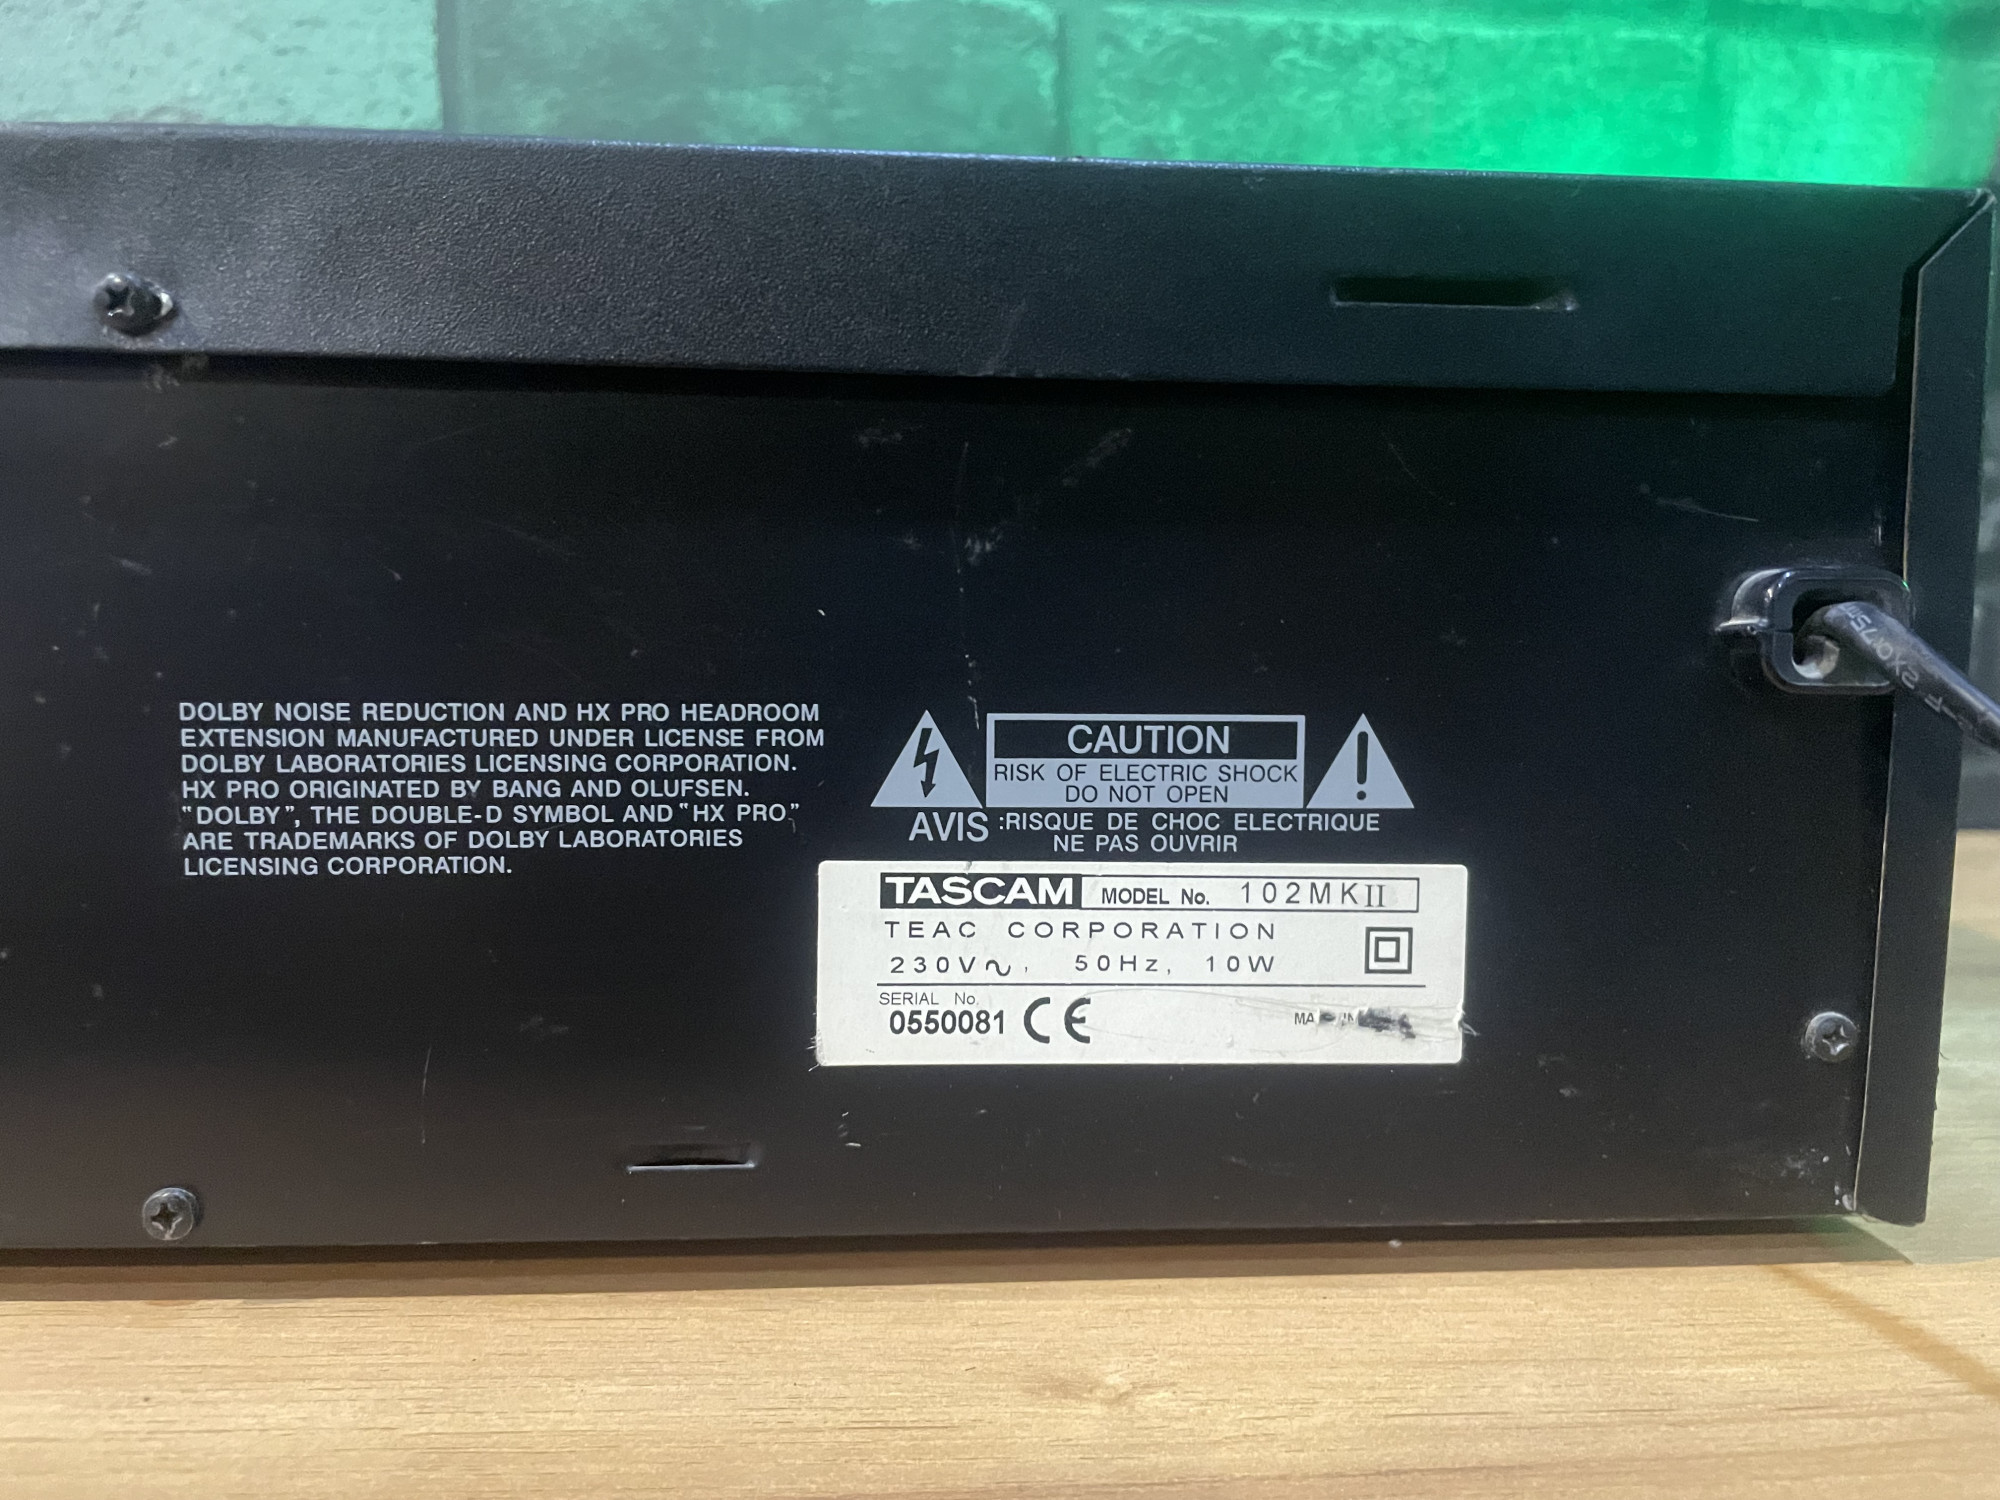 DOLBY NOISE REDUCTION AND HX PRO HEADROOM
EXTENSION MANUFACTURED UNDER LICENSE FROM
DOLBY LABORATORIES LICENSING CORPORATION.
HX PRO ORIGINATED BY BANG AND OLUFSEN.
"DOLBY", THE DOUBLE-D SYMBOL AND "HX PRO"
ARE TRADEMARKS OF DOLBY LABORATORIES
LICENSING CORPORATION.
CAUTION
RISK OF ELECTRIC SHOCK
DO NOT OPEN
AVIS :RISQUE DE CHOC ELECTRIQUE
NE PAS OUVRIR
TASCAM MODEL No. 102MKII
TEAC CORPORATION
230V~, 50Hz, 10W
SERIAL No.
0550081 CE